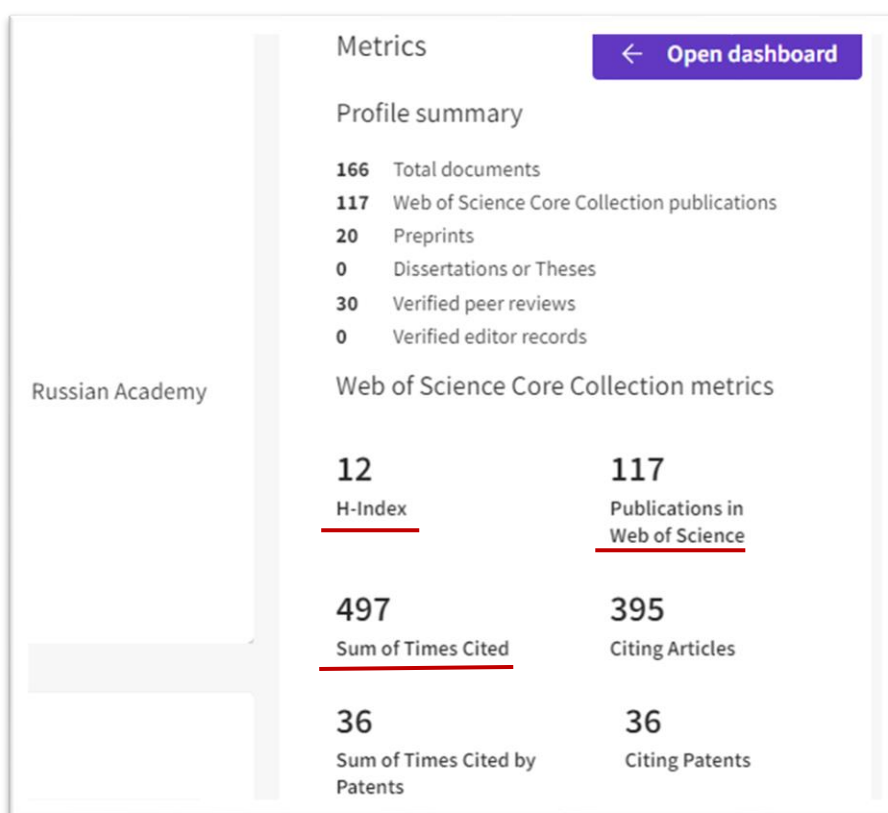 Metrics
← Open dashboard
Profile summary
166 Total documents
117 Web of Science Core Collection publications
20 Preprints
0 Dissertations or Theses
30 Verified peer reviews
0 Verified editor records
Russian Academy
Web of Science Core Collection metrics
12
H-Index
117
Publications in
Web of Science
497
Sum of Times Cited
395
Citing Articles
36
Sum of Times Cited by
Patents
36
Citing Patents